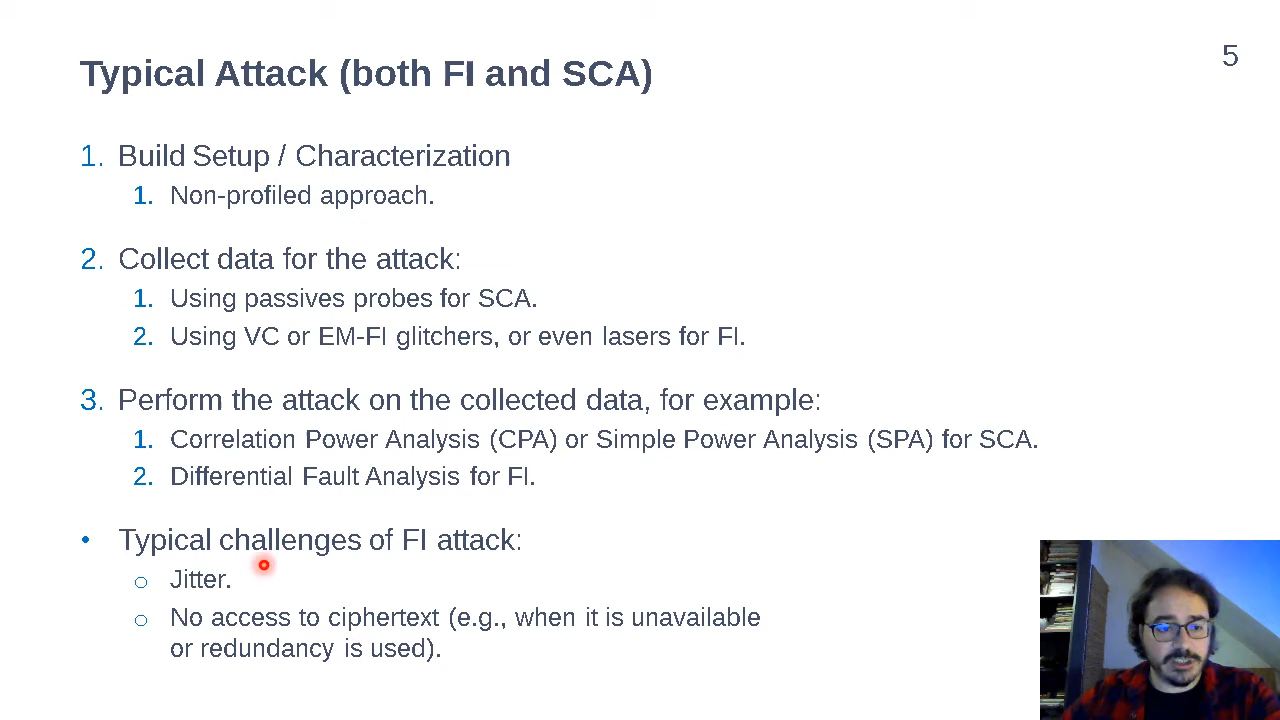 Typical Attack (both FI and SCA)
5
1. Build Setup / Characterization
1. Non-profiled approach.
2. Collect data for the attack:
1. Using passives probes for SCA.
2. Using VC or EM-FI glitchers, or even lasers for FI.
3. Perform the attack on the collected data, for example:
1. Correlation Power Analysis (CPA) or Simple Power Analysis (SPA) for SCA.
2. Differential Fault Analysis for FI.
• Typical challenges of FI attack:
o Jitter.
o No access to ciphertext (e.g., when it is unavailable
or redundancy is used).